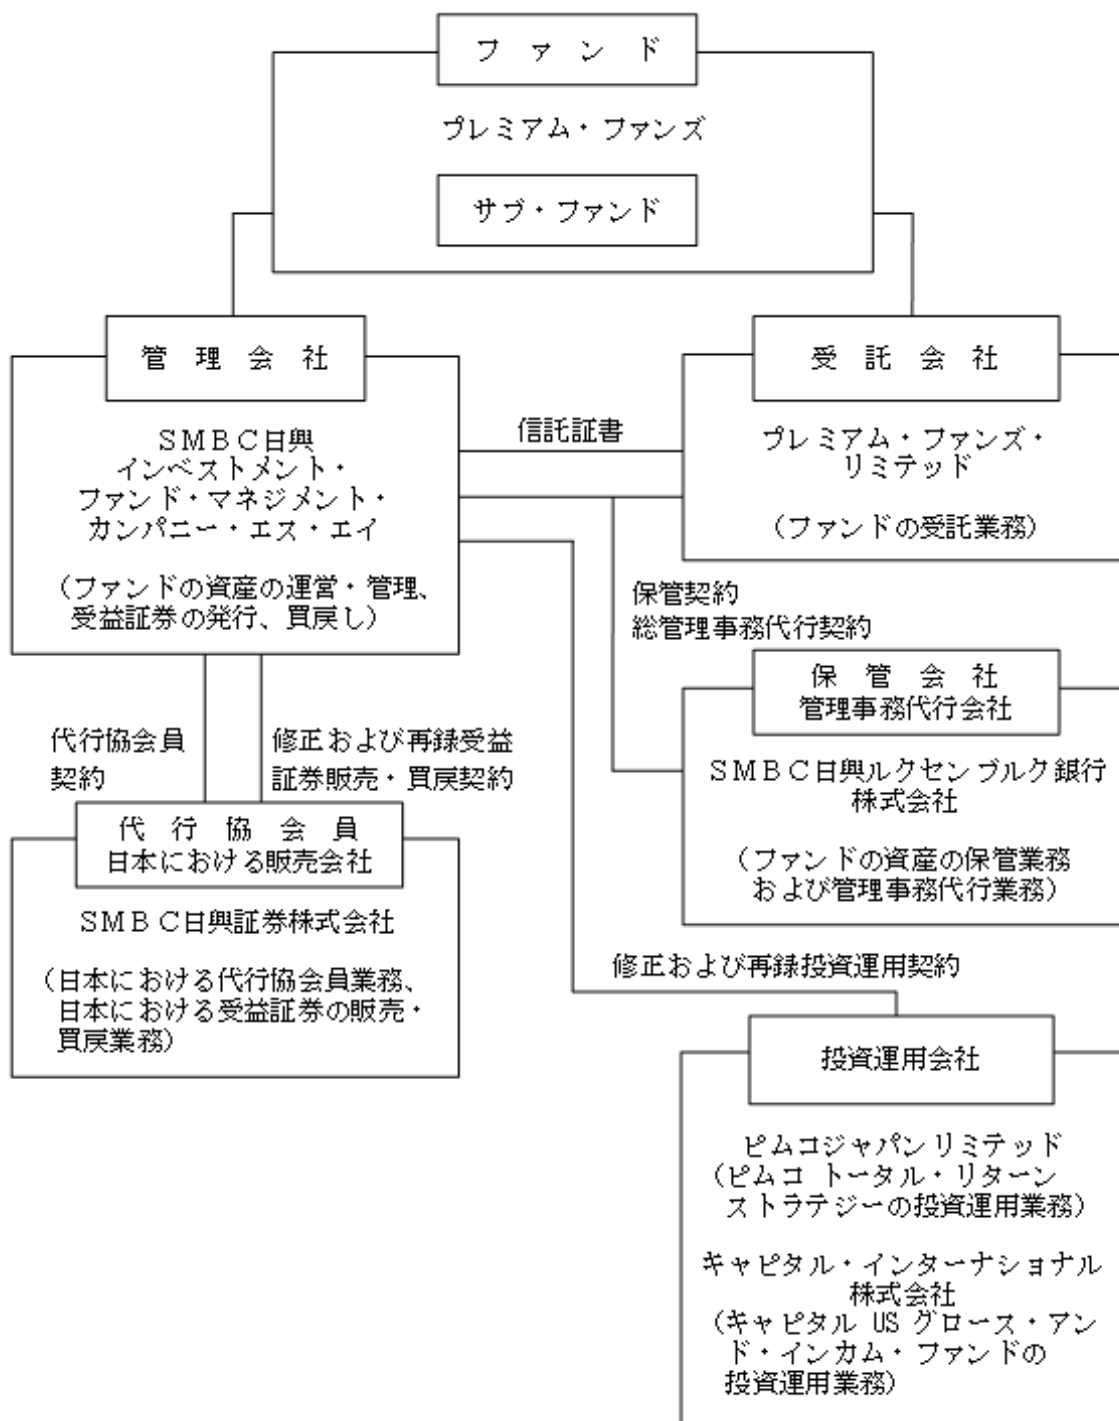 ファンド
プレミアム・ファンズ
サブ・ファンド
管理会社
SMBC日興
インベストメント・
ファンド・マネジメント・
カンパニー・エス・エイ
(ファンドの資産の運営・管理、
受益証券の発行、買戻し)
信託証書
受託会社
プレミアム・ファンズ・
リミテッド
(ファンドの受託業務)
保管契約
総管理事務代行契約
保管会社
管理事務代行会社
SMBC日興ルクセンブルク銀行
株式会社
(ファンドの資産の保管業務
および管理事務代行業務)
代行協会員
契約
修正および再録受益
証券販売・買戻契約
代行協会員
日本における販売会社
SMBC日興証券株式会社
(日本における代行協会員業務、
日本における受益証券の販売・
買戻業務)
修正および再録投資運用契約
投資運用会社
ピムコジャパンリミテッド
(ピムコ トータル・リターン
ストラテジーの投資運用業務)
キャピタル・インターナショナル
株式会社
(キャピタル US グロース・アン
ド・インカム・ファンドの
投資運用業務)